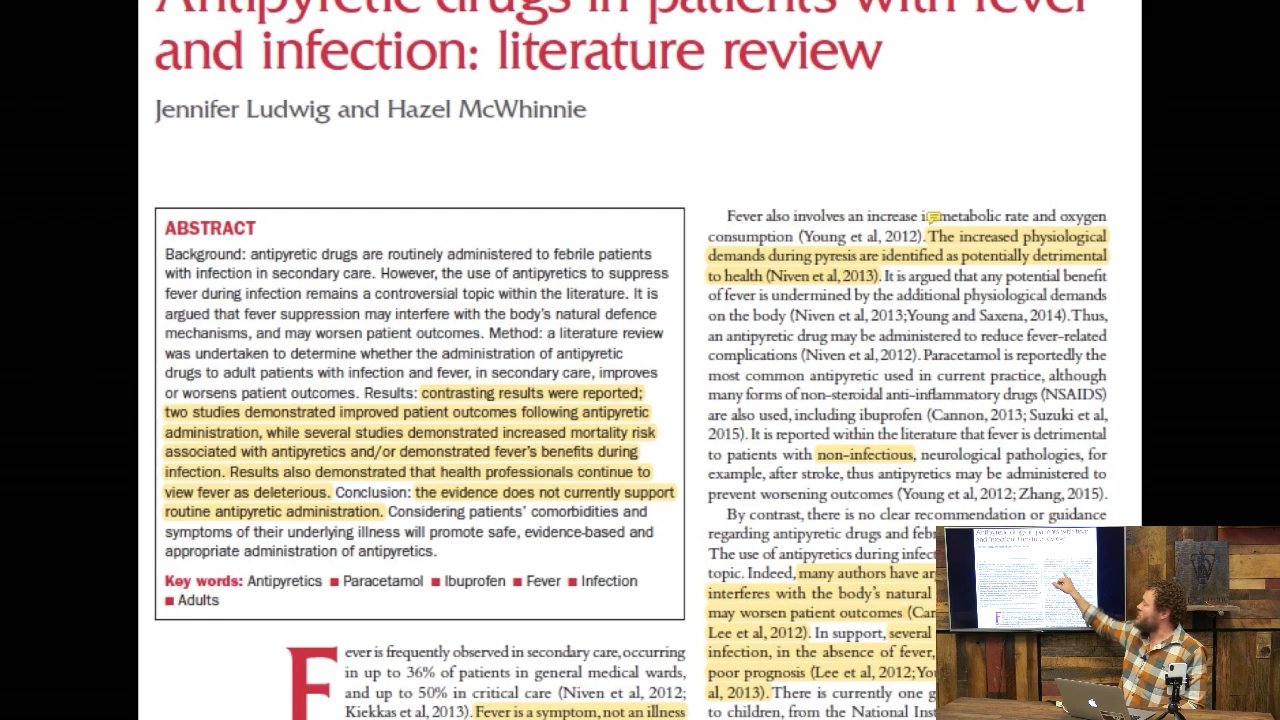 Antipyretic drugs in patients with fever
and infection: literature review
Jennifer Ludwig and Hazel McWhinnie
ABSTRACT
Background: antipyretic drugs are routinely administered to febrile patients
with infection in secondary care. However, the use of antipyretics to suppress
fever during infection remains a controversial topic within the literature. It is
argued that fever suppression may interfere with the body's natural defence
mechanisms, and may worsen patient outcomes. Method: a literature review
was undertaken to determine whether the administration of antipyretic
drugs to adult patients with infection and fever, in secondary care, improves
or worsens patient outcomes. Results: contrasting results were reported;
two studies demonstrated improved patient outcomes following antipyretic
administration, while several studies demonstrated increased mortality risk
associated with antipyretics and/or demonstrated fever's benefits during
infection. Results also demonstrated that health professionals continue to
view fever as deleterious. Conclusion: the evidence does not currently support
routine antipyretic administration. Considering patients' comorbidities and
symptoms of their underlying illness will promote safe, evidence-based and
appropriate administration of antipyretics.
Key words: Antipyretics ■ Paracetamol ■ Ibuprofen ■ Fever ■ Infection
■ Adults
Fever is frequently observed in secondary care, occurring
in up to 36% of patients in general medical wards,
and up to 50% in critical care (Niven et al, 2012;
Kiekkas et al, 2013). Fever is a symptom, not an illness
Fever also involves an increase in metabolic rate and oxygen
consumption (Young et al, 2012). The increased physiological
demands during pyresis are identified as potentially detrimental
to health (Niven et al, 2013). It is argued that any potential benefit
of fever is undermined by the additional physiological demands
on the body (Niven et al, 2013; Young and Saxena, 2014). Thus,
an antipyretic drug may be administered to reduce fever-related
complications (Niven et al, 2012). Paracetamol is reportedly the
most common antipyretic used in current practice, although
many forms of non-steroidal anti-inflammatory drugs (NSAIDS)
are also used, including ibuprofen (Cannon, 2013; Suzuki et al,
2015). It is reported within the literature that fever is detrimental
to patients with non-infectious, neurological pathologies, for
example, after stroke, thus antipyretics may be administered to
prevent worsening outcomes (Young et al, 2012; Zhang, 2015).
By contrast, there is no clear recommendation or guidance
regarding antipyretic drugs and
The use of antipyretics during
topic. Indeed, many authors have
interferes with the body's natural
may worsen patient outcomes
Lee et al, 2012). In support, several
infection, in the absence of fever,
poor prognosis (Lee et al, 2012;
al, 2013). There is currently one
to children, from the National